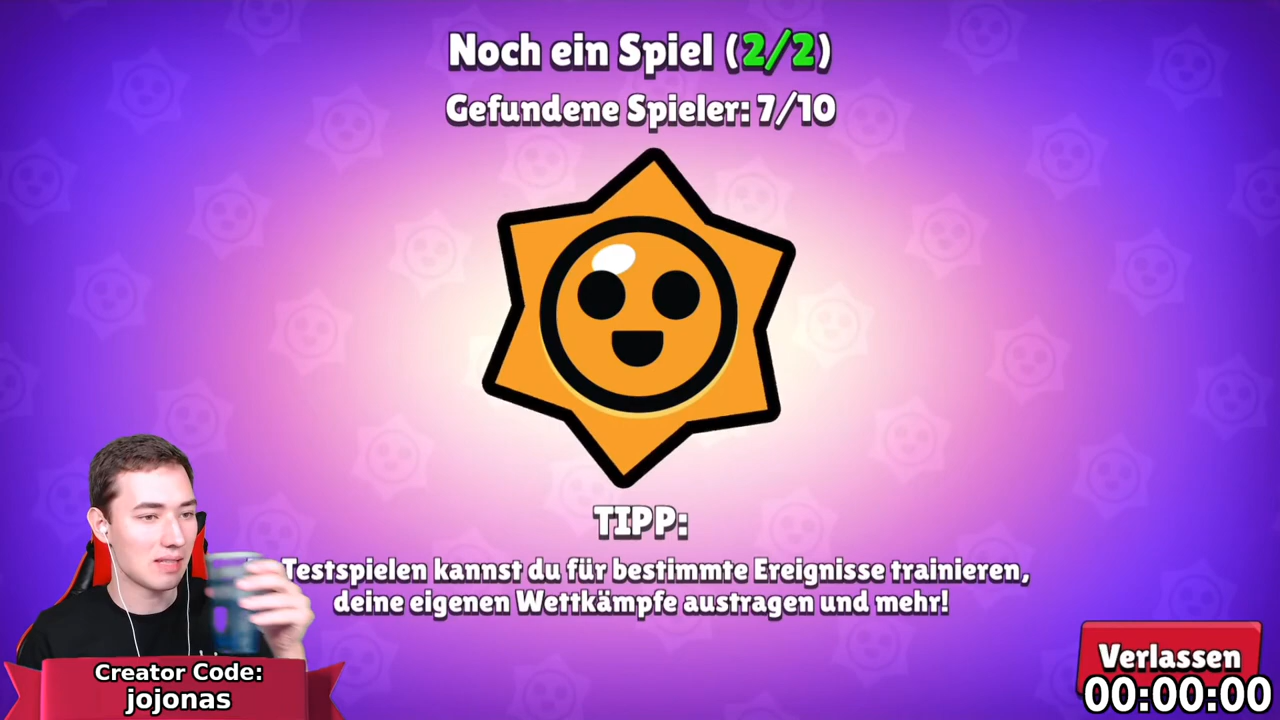 Noch ein Spiel (2/2)
Gefundene Spieler: 7/10
TIPP:
Testspielen kannst du für bestimmte Ereignisse trainieren,
deine eigenen Wettkämpfe austragen und mehr!
Creator Code:
jojonas
Verlassen
00:00:00